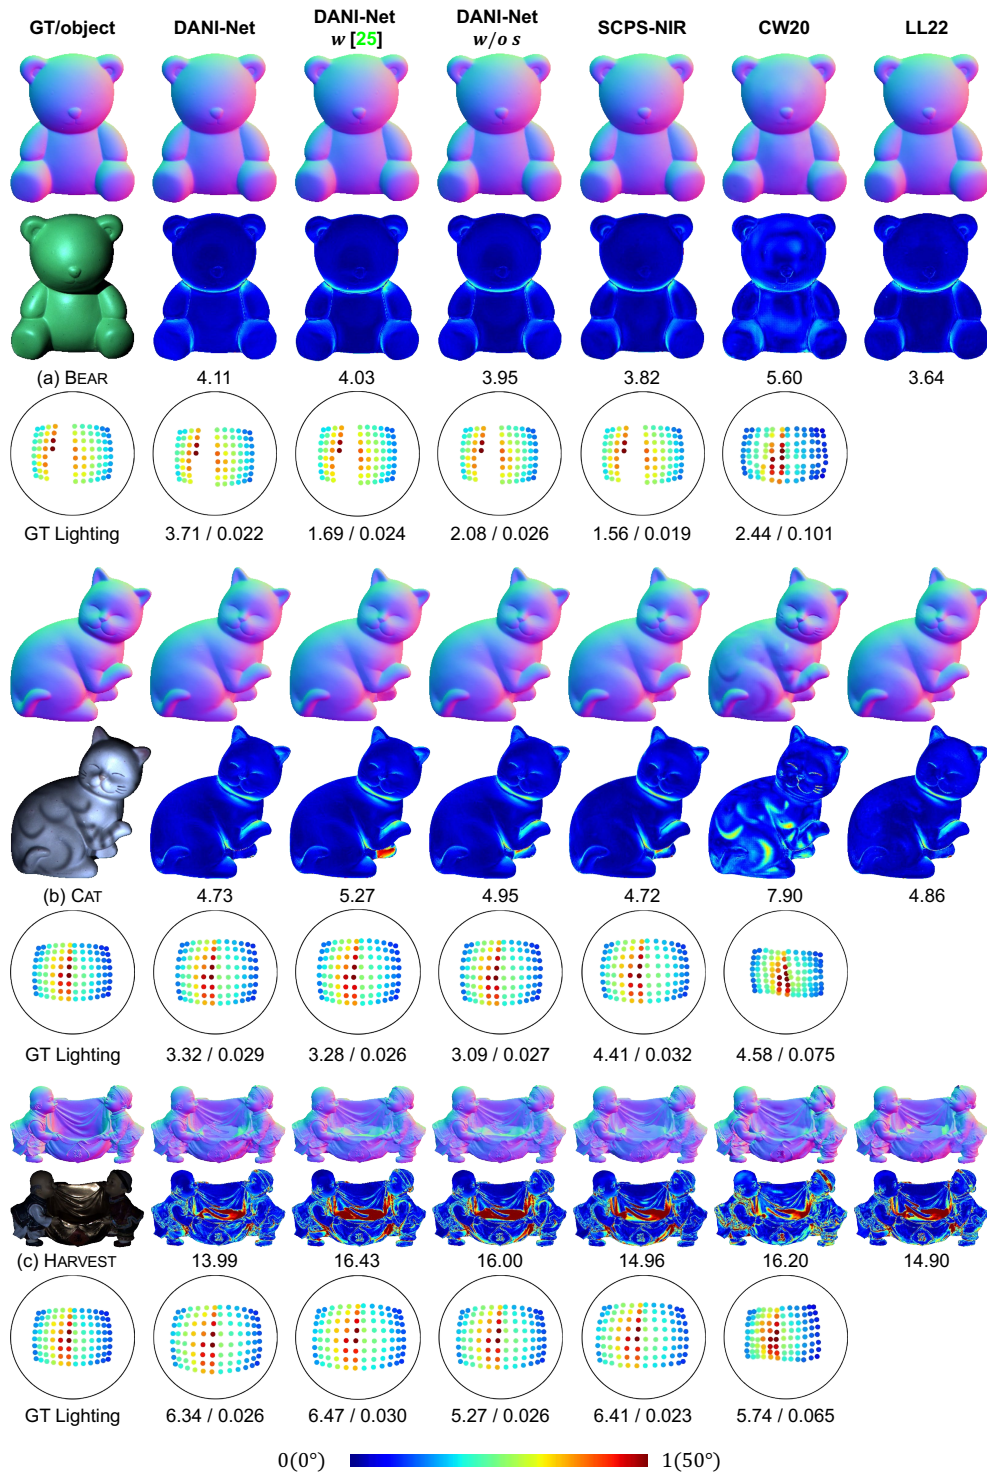 GT/object DANI-Net DANI-Net w [25] DANI-Net w/o s SCPS-NIR CW20 LL22
(a) BEAR 4.11 4.03 3.95 3.82 5.60 3.64
GT Lighting 3.71 / 0.022 1.69 / 0.024 2.08 / 0.026 1.56 / 0.019 2.44 / 0.101
(b) CAT 4.73 5.27 4.95 4.72 7.90 4.86
GT Lighting 3.32 / 0.029 3.28 / 0.026 3.09 / 0.027 4.41 / 0.032 4.58 / 0.075
(c) HARVEST 13.99 16.43 16.00 14.96 16.20 14.90
GT Lighting 6.34 / 0.026 6.47 / 0.030 5.27 / 0.026 6.41 / 0.023 5.74 / 0.065
0(0°) 1(50°)